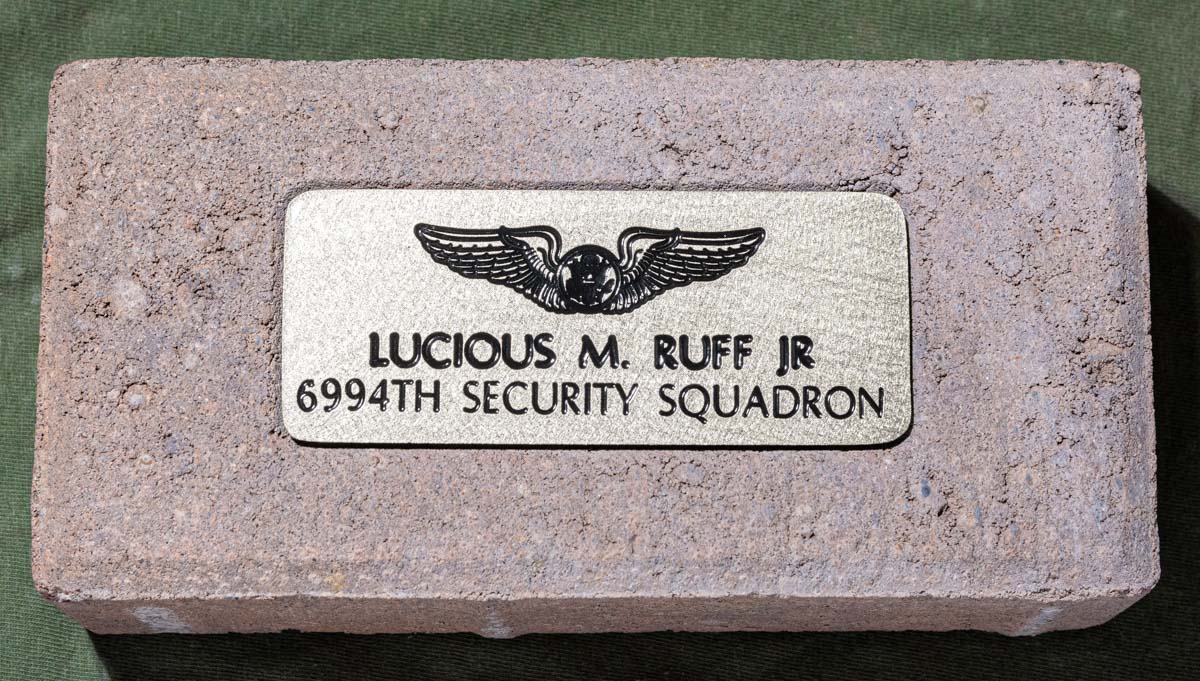 LUCIOUS M. RUFF JR
6994TH SECURITY SQUADRON